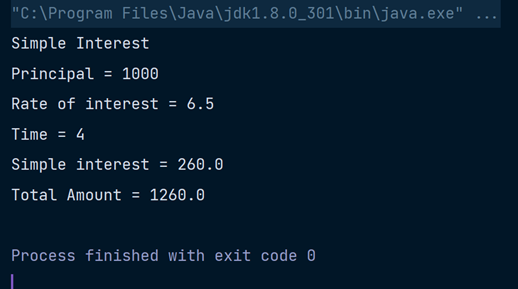 "C:\Program Files\Java\jdk1.8.0_301\bin\java.exe" ...
Simple Interest
Principal = 1000
Rate of interest = 6.5
Time = 4
Simple interest = 260.0
Total Amount = 1260.0
Process finished with exit code 0